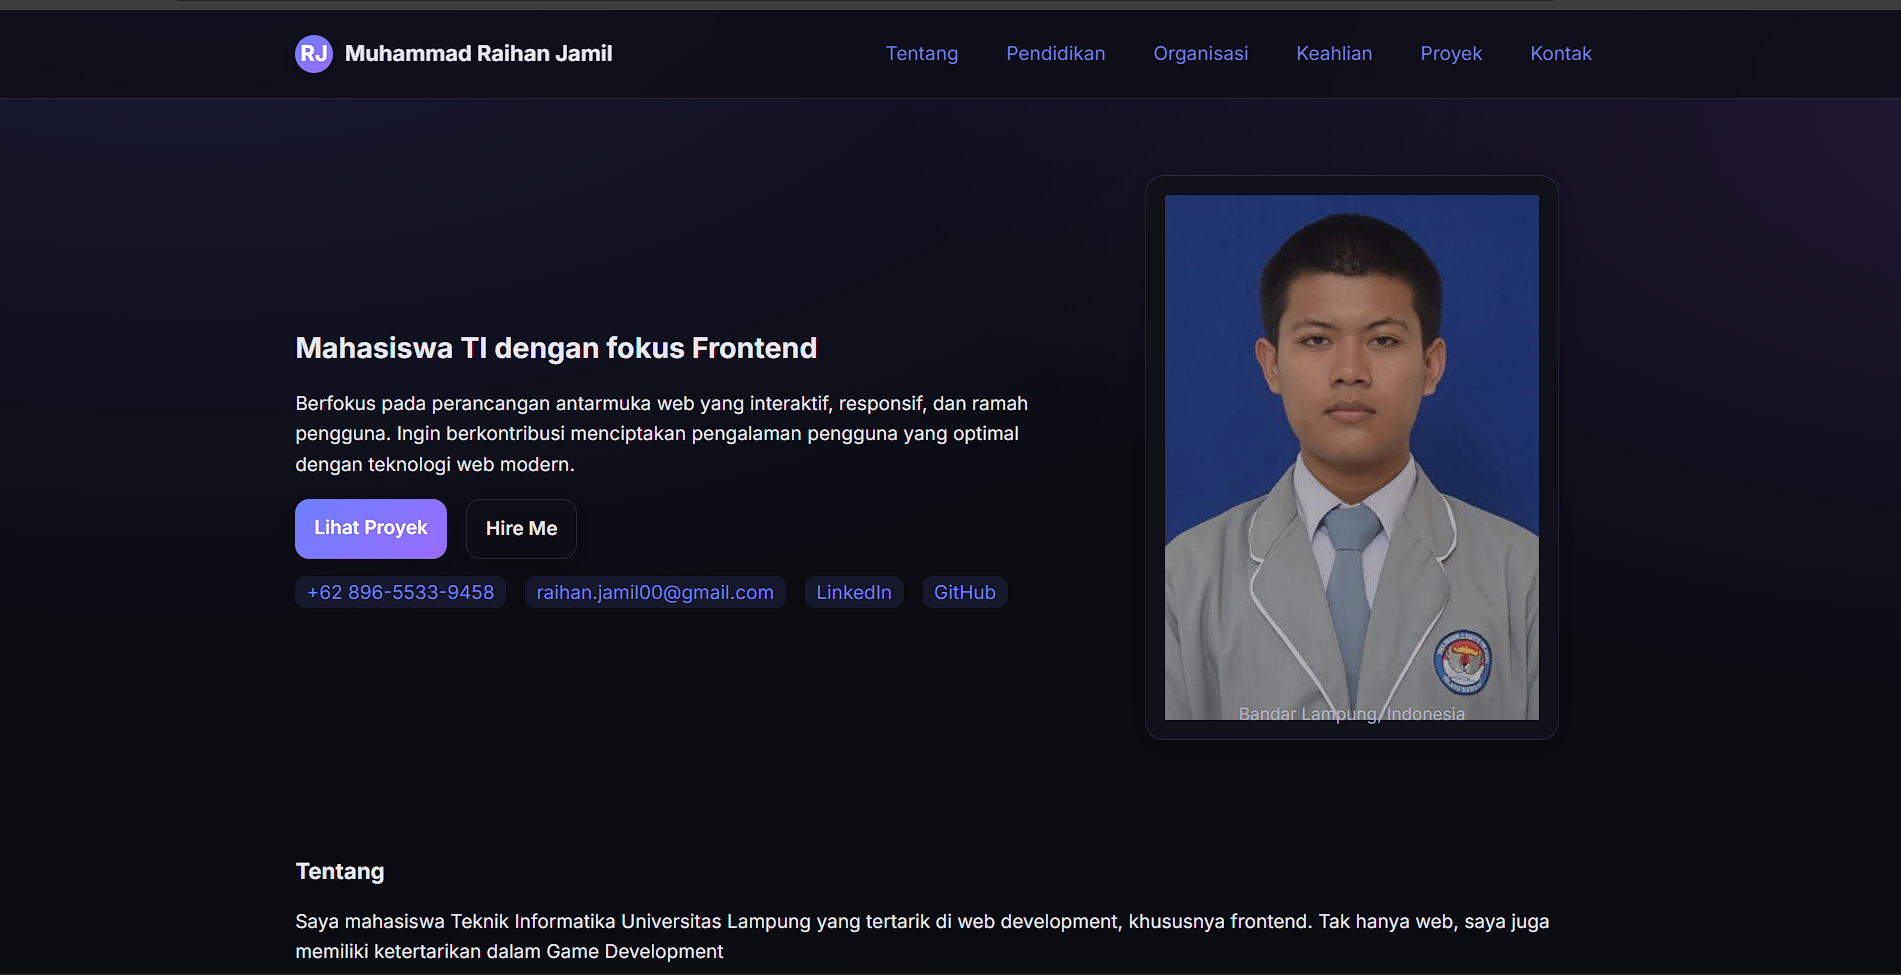 RJ Muhammad Raihan Jamil
Tentang Pendidikan Organisasi Keahlian Proyek Kontak
Mahasiswa TI dengan fokus Frontend
Berfokus pada perancangan antarmuka web yang interaktif, responsif, dan ramah
pengguna. Ingin berkontribusi menciptakan pengalaman pengguna yang optimal
dengan teknologi web modern.
Lihat Proyek Hire Me
+62 896-5533-9458 raihan.jamil00@gmail.com LinkedIn GitHub
Bandar Lampung, Indonesia
Tentang
Saya mahasiswa Teknik Informatika Universitas Lampung yang tertarik di web development, khususnya frontend. Tak hanya web, saya juga
memiliki ketertarikan dalam Game Development